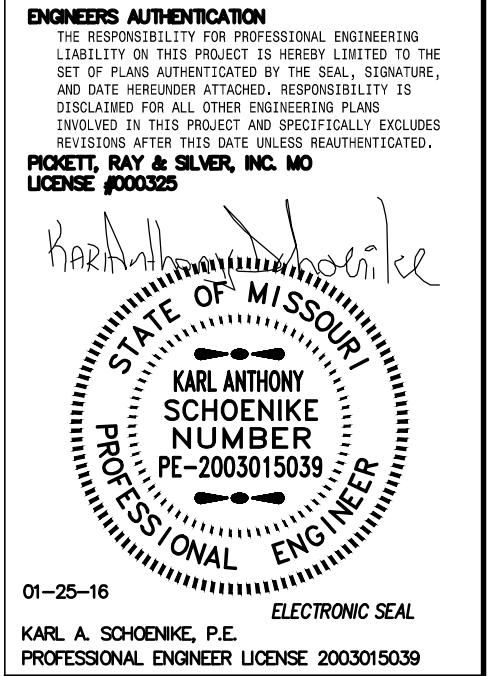 ENGINEERS AUTHENTICATION
THE RESPONSIBILITY FOR PROFESSIONAL ENGINEERING
LIABILITY ON THIS PROJECT IS HEREBY LIMITED TO THE
SET OF PLANS AUTHENTICATED BY THE SEAL, SIGNATURE,
AND DATE HEREUNDER ATTACHED. RESPONSIBILITY IS
DISCLAIMED FOR ALL OTHER ENGINEERING PLANS
INVOLVED IN THIS PROJECT AND SPECIFICALLY EXCLUDES
REVISIONS AFTER THIS DATE UNLESS REAUTHENTICATED.
PICKETT, RAY & SILVER, INC. MO
LICENSE #000325
Karl Anthony Schoenike
STATE OF MISSOURI
KARL ANTHONY
SCHOENIKE
NUMBER
PE-2003015039
PROFESSIONAL ENGINEER
01-25-16
ELECTRONIC SEAL
KARL A. SCHOENIKE, P.E.
PROFESSIONAL ENGINEER LICENSE 2003015039